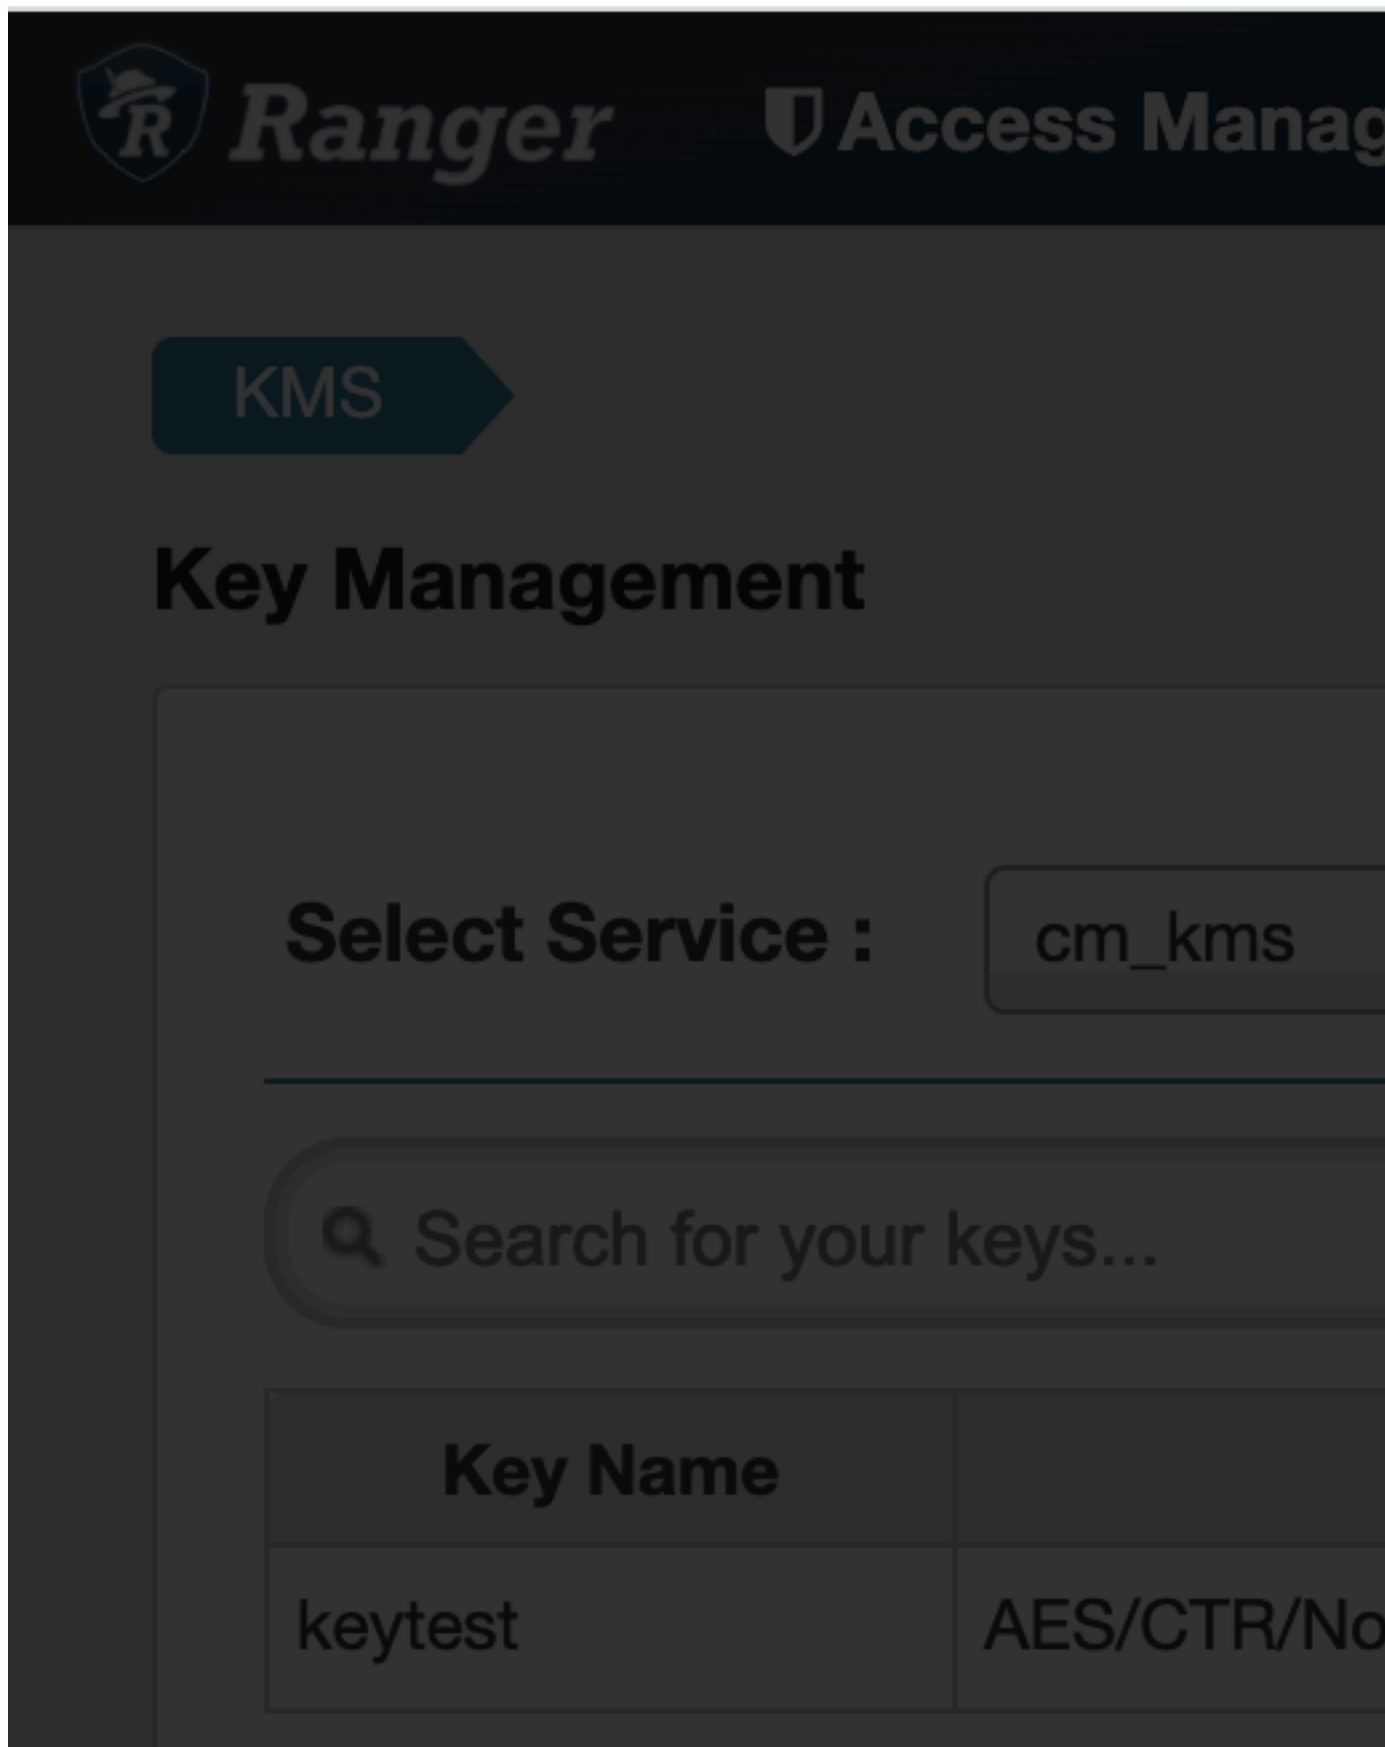 R Ranger Access Manag
KMS
Key Management
Select Service : cm_kms
Search for your keys...
Key Name
keytest AES/CTR/No